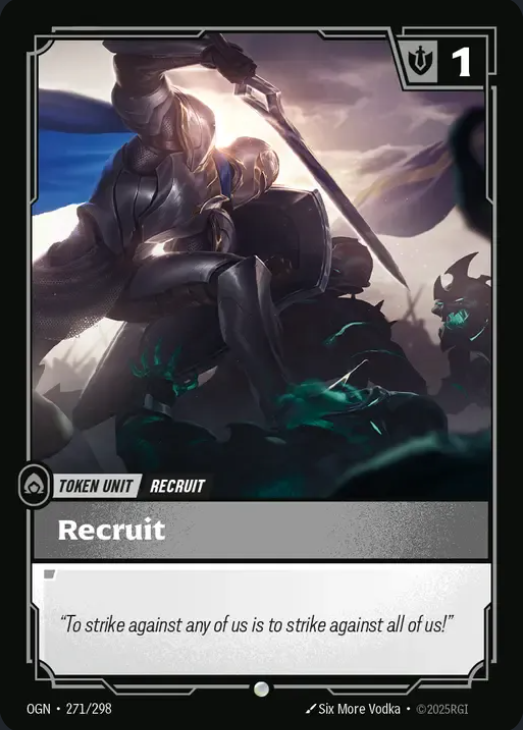 1
TOKEN UNIT RECRUIT
Recruit
“To strike against any of us is to strike against all of us!”
OGN • 271/298 Six More Vodka • ©2025RGI